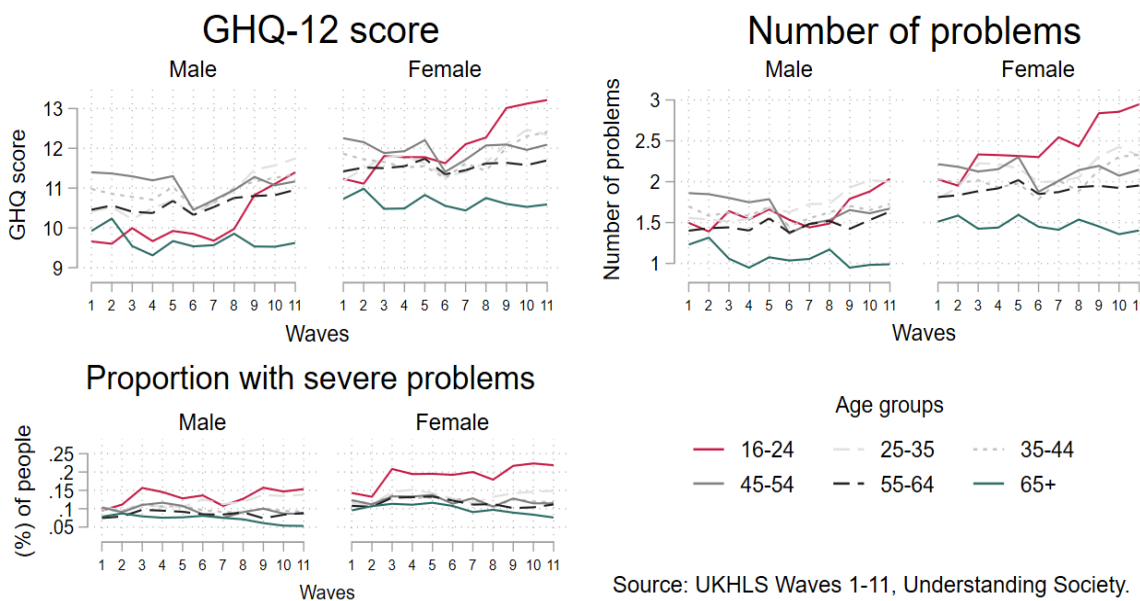 GHQ-12 score
Number of problems
Male Female
Male Female
GHQ score
13
12
11
10
9
1 2 3 4 5 6 7 8 9 10 11
1 2 3 4 5 6 7 8 9 10 11
Waves
Number of problems
3
2.5
2
1.5
1
1 2 3 4 5 6 7 8 9 10 11
1 2 3 4 5 6 7 8 9 10 1
Waves
Proportion with severe problems
Male Female
(%) of people
.25
.2
.15
.1
.05
1 2 3 4 5 6 7 8 9 10 11
1 2 3 4 5 6 7 8 9 10 11
Waves
Age groups
16-24 25-35 35-44
45-54 55-64 65+
Source: UKHLS Waves 1-11, Understanding Society.